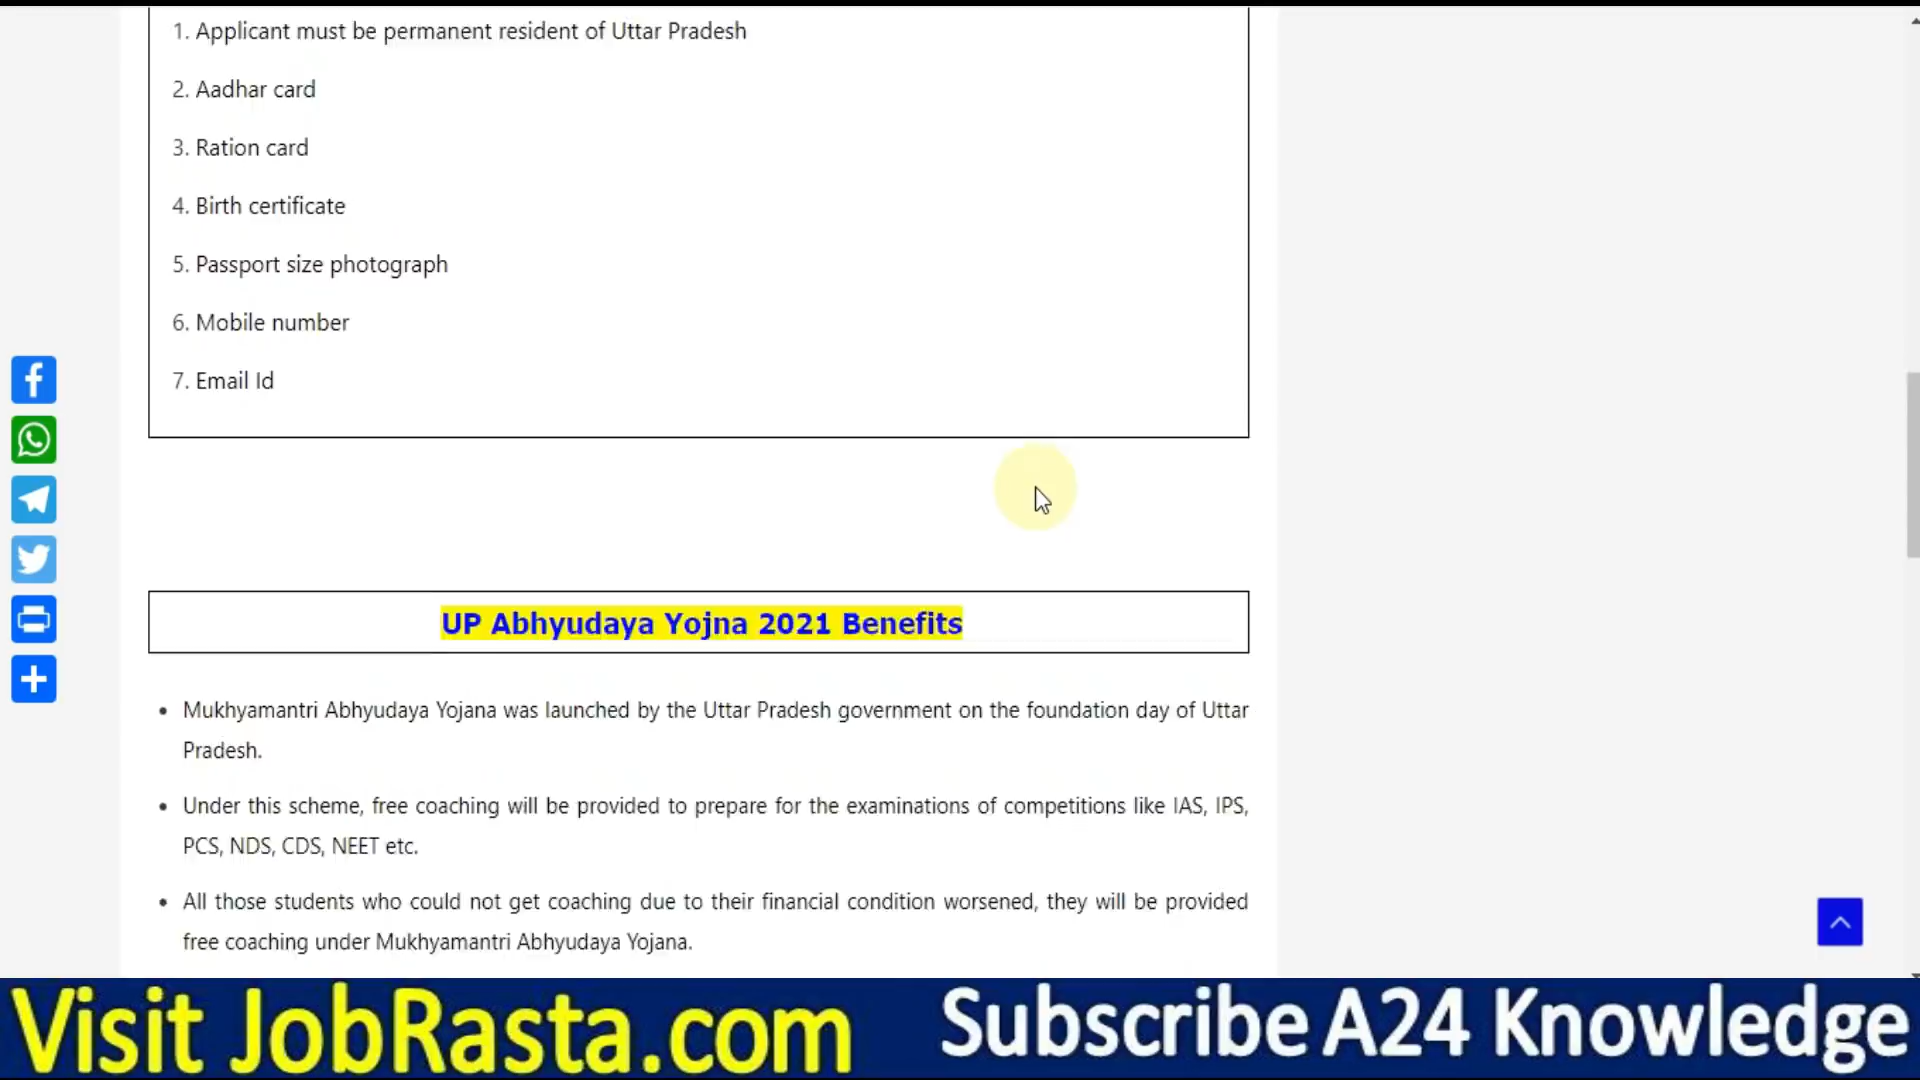 1. Applicant must be permanent resident of Uttar Pradesh
2. Aadhar card
3. Ration card
4. Birth certificate
5. Passport size photograph
6. Mobile number
7. Email Id
UP Abhyudaya Yojna 2021 Benefits
• Mukhyamantri Abhyudaya Yojana was launched by the Uttar Pradesh government on the foundation day of Uttar
Pradesh.
• Under this scheme, free coaching will be provided to prepare for the examinations of competitions like IAS, IPS,
PCS, NDS, CDS, NEET etc.
• All those students who could not get coaching due to their financial condition worsened, they will be provided
free coaching under Mukhyamantri Abhyudaya Yojana.
Visit JobRasta.com Subscribe A24 Knowledge